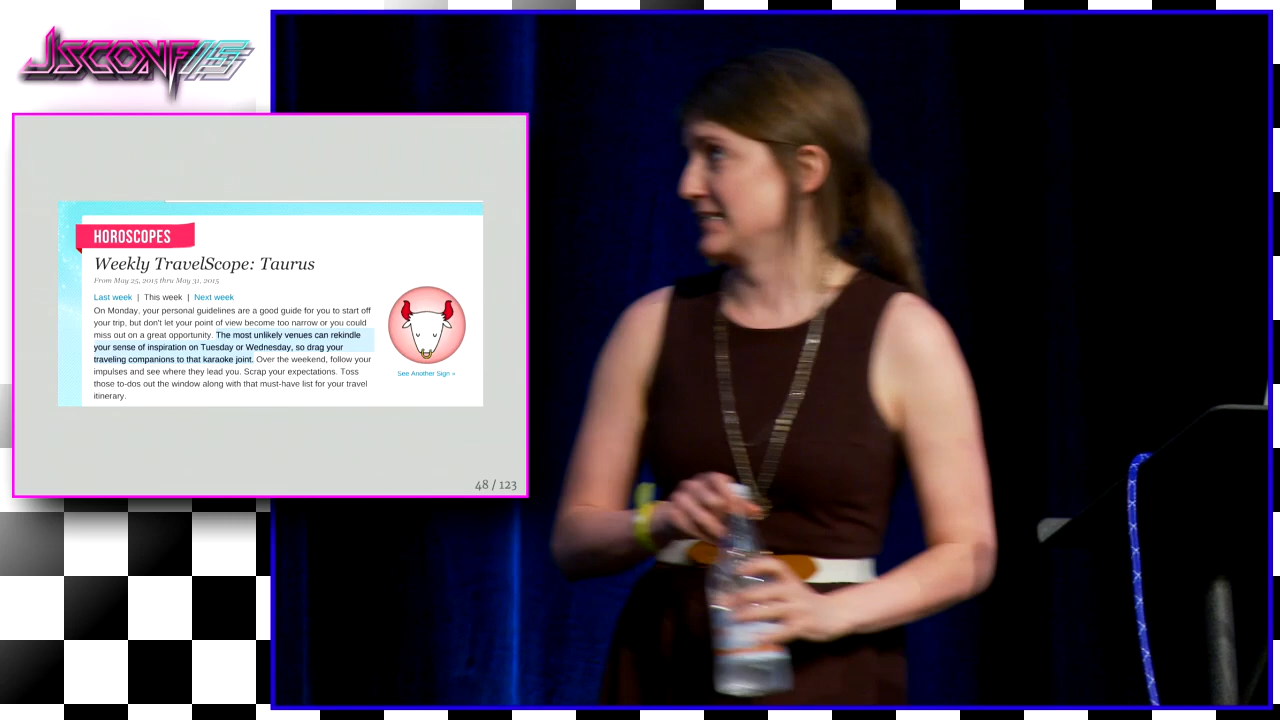 JSCONF15
HOROSCOPES
Weekly TravelScope: Taurus
From May 25, 2015 thru May 31, 2015
Last week | This week | Next week
On Monday, your personal guidelines are a good guide for you to start off
your trip, but don't let your point of view become too narrow or you could
miss out on a great opportunity. The most unlikely venues can rekindle
your sense of inspiration on Tuesday or Wednesday, so drag your
traveling companions to that karaoke joint. Over the weekend, follow your
impulses and see where they lead you. Scrap your expectations. Toss
those to-dos out the window along with that must-have list for your travel
itinerary.
See Another Sign »
48 / 123